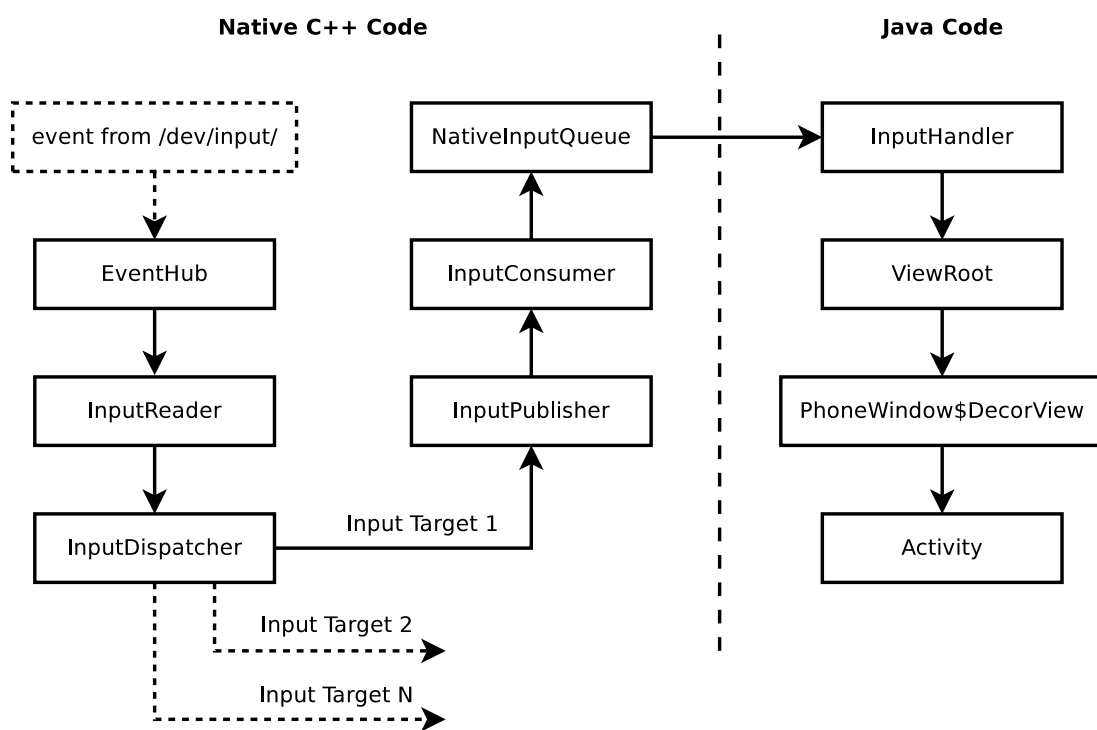 Native C++ Code
Java Code
event from /dev/input/
NativeInputQueue
InputHandler
EventHub
InputConsumer
ViewRoot
InputReader
InputPublisher
PhoneWindow$DecorView
Input Target 1
InputDispatcher
Activity
Input Target 2
Input Target N